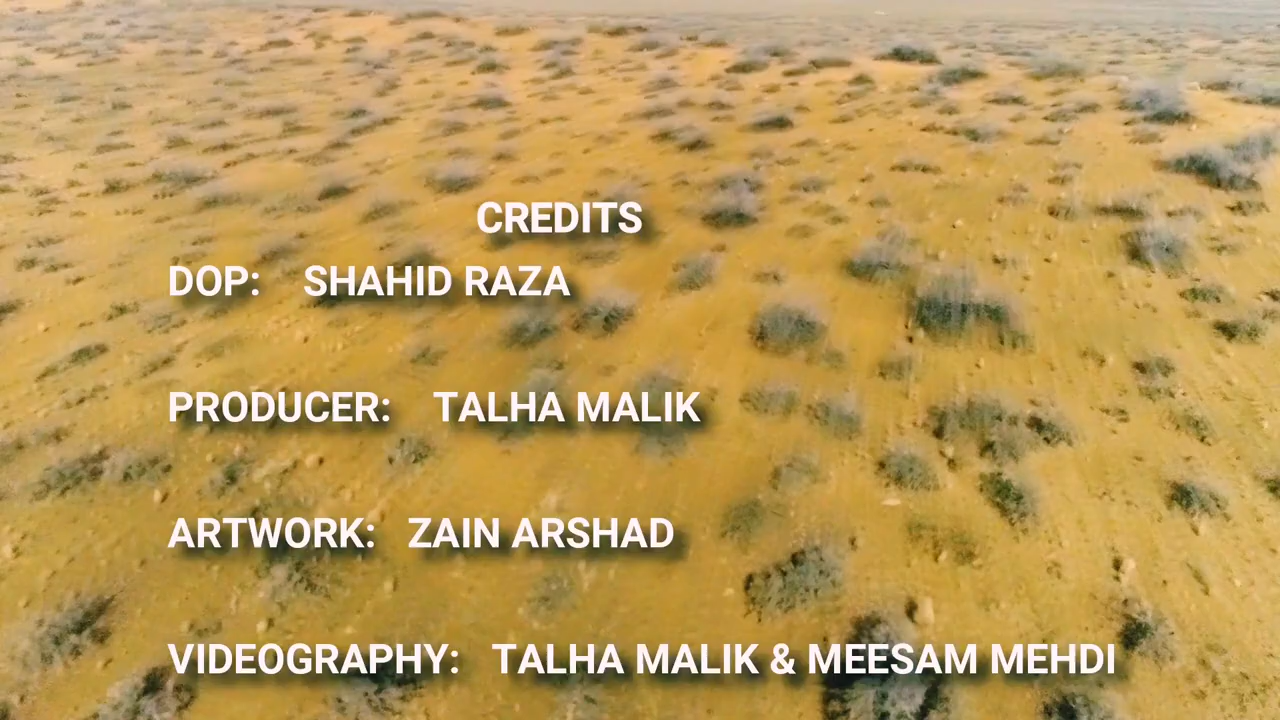 CREDITS
DOP: SHAHID RAZA
PRODUCER: TALHA MALIK
ARTWORK: ZAIN ARSHAD
VIDEOGRAPHY: TALHA MALIK & MEESAM MEHDI